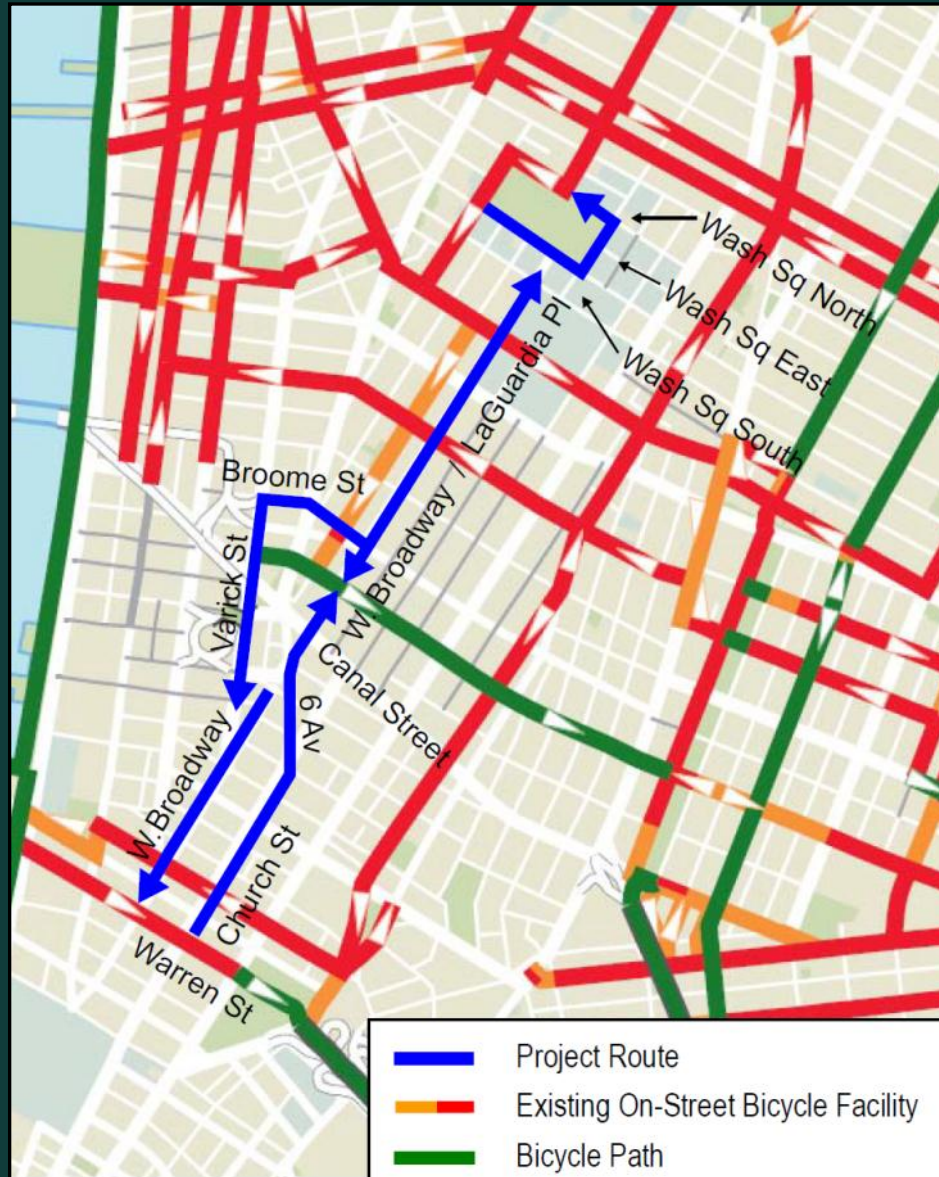 Wash Sq North
Wash Sq East
Wash Sq South
W. Broadway / LaGuardia Pl
Broome St
Varick St
Canal Street
6 Av
W.Broadway
Church St
Warren St
Project Route
Existing On-Street Bicycle Facility
Bicycle Path